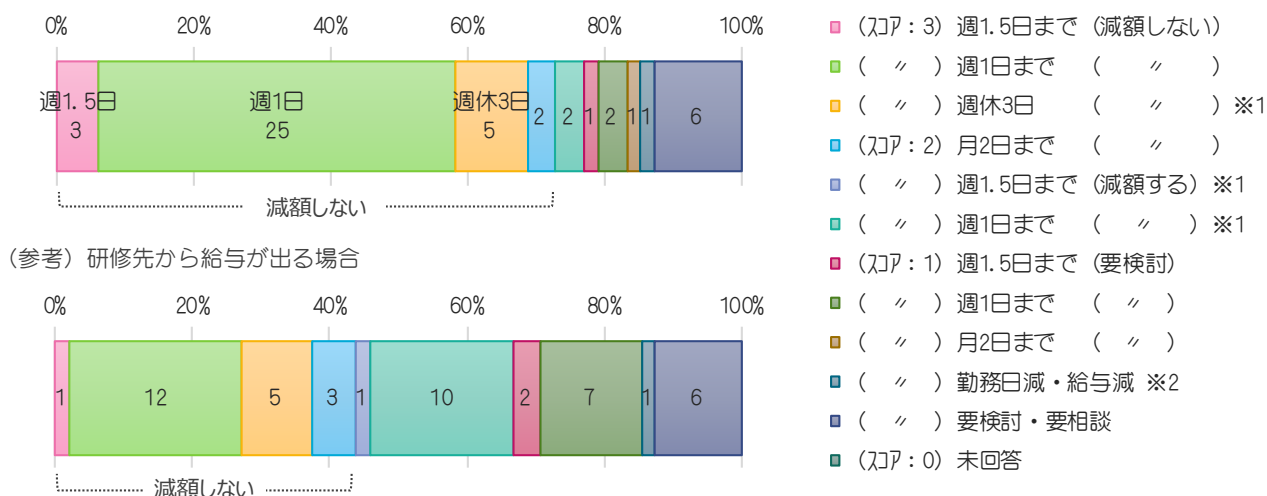 0% 20% 40% 60% 80% 100%
週1.5日 週1日 週休3日
3 25 5 2 2 1 2 1 1 6
減額しない
(参考)研修先から給与が出る場合
0% 20% 40% 60% 80% 100%
1 12 5 3 1 10 2 7 1 6
減額しない
(スコア:3)週1.5日まで(減額しない)
( 〃 )週1日まで ( 〃 )
( 〃 )週休3日 ( 〃 )※1
(スコア:2)月2日まで ( 〃 )
( 〃 )週1.5日まで(減額する)※1
( 〃 )週1日まで ( 〃 )※1
(スコア:1)週1.5日まで(要検討)
( 〃 )週1日まで ( 〃 )
( 〃 )月2日まで ( 〃 )
( 〃 )勤務日減・給与減 ※2
( 〃 )要検討・要相談
(スコア:0)未回答